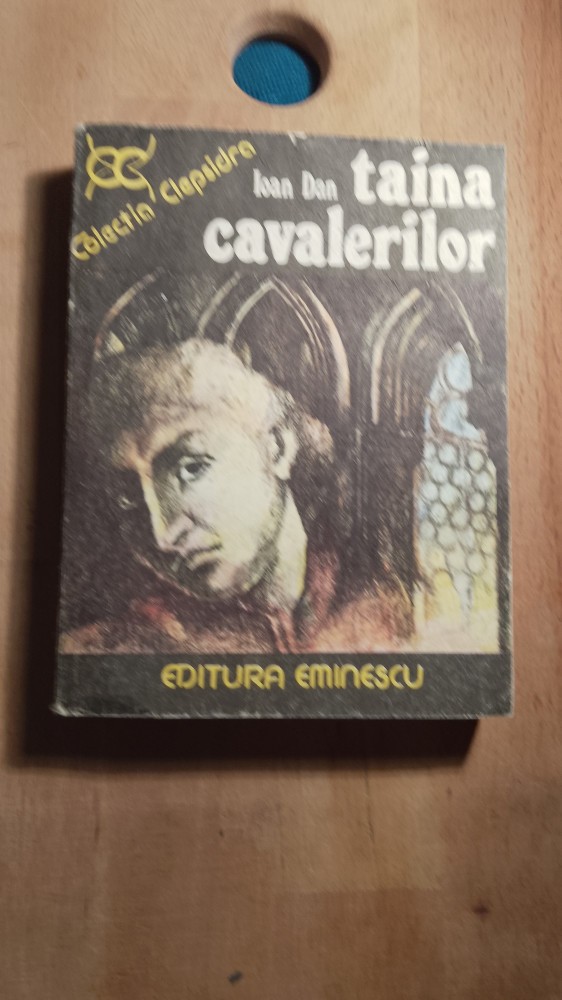 Colecția Clepsidra
Ioan Dan taina
cavalerilor
EDITURA EMINESCU